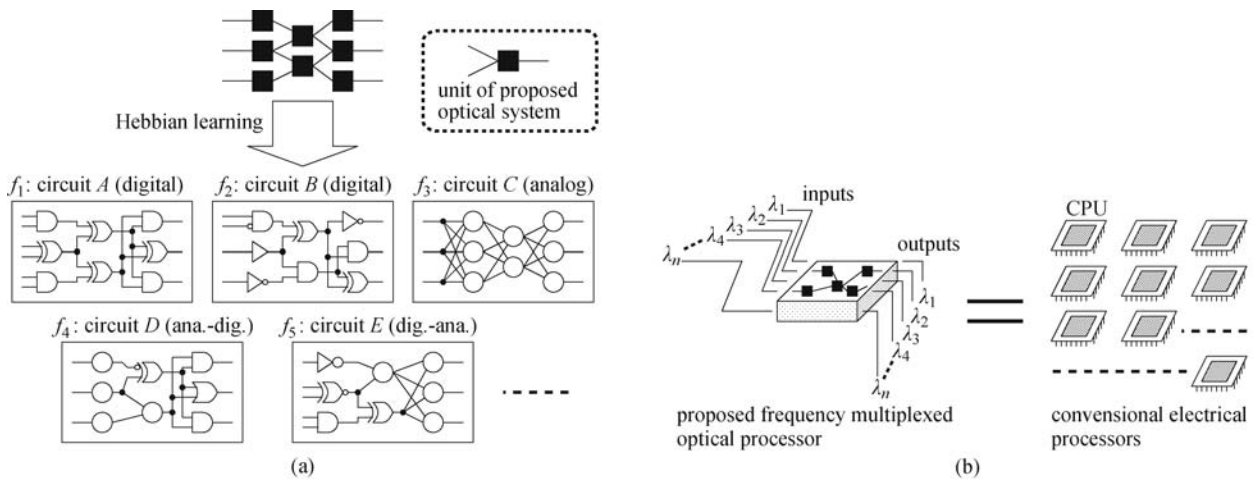 unit of proposed
optical system
Hebbian learning
f1: circuit A (digital)
f2: circuit B (digital)
f3: circuit C (analog)
f4: circuit D (ana.-dig.)
f5: circuit E (dig.-ana.)
(a)
inputs
λ1
λ2
λ3
λ4
λn
outputs
λ1
λ2
λ3
λ4
λn
proposed frequency multiplexed
optical processor
CPU
convensional electrical
processors
(b)